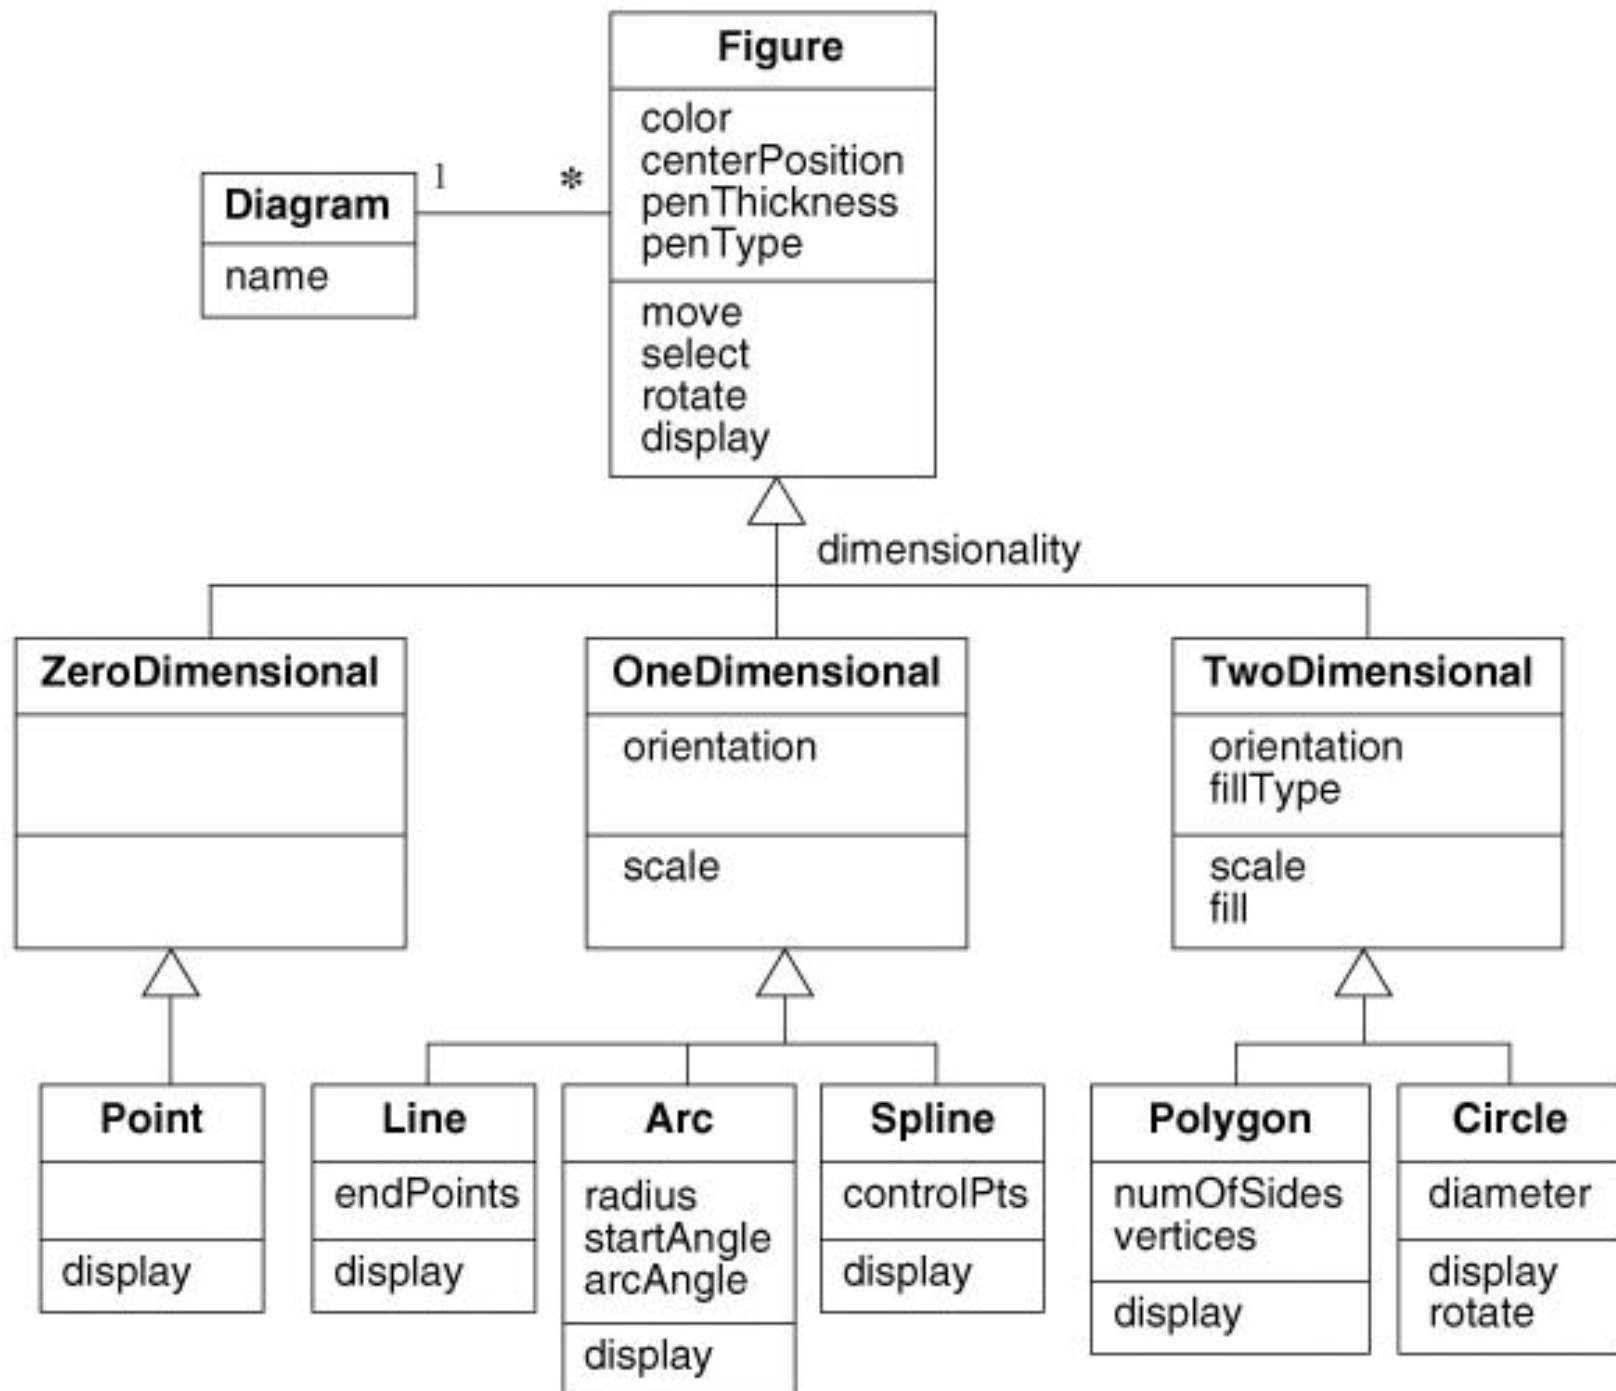 Figure
color
centerPosition
penThickness
penType
move
select
rotate
display
Diagram
name
1
*
dimensionality
ZeroDimensional
OneDimensional
orientation
scale
TwoDimensional
orientation
fillType
scale
fill
Point
display
Line
endPoints
display
Arc
radius
startAngle
arcAngle
display
Spline
controlPts
display
Polygon
numOfSides
vertices
display
Circle
diameter
display
rotate